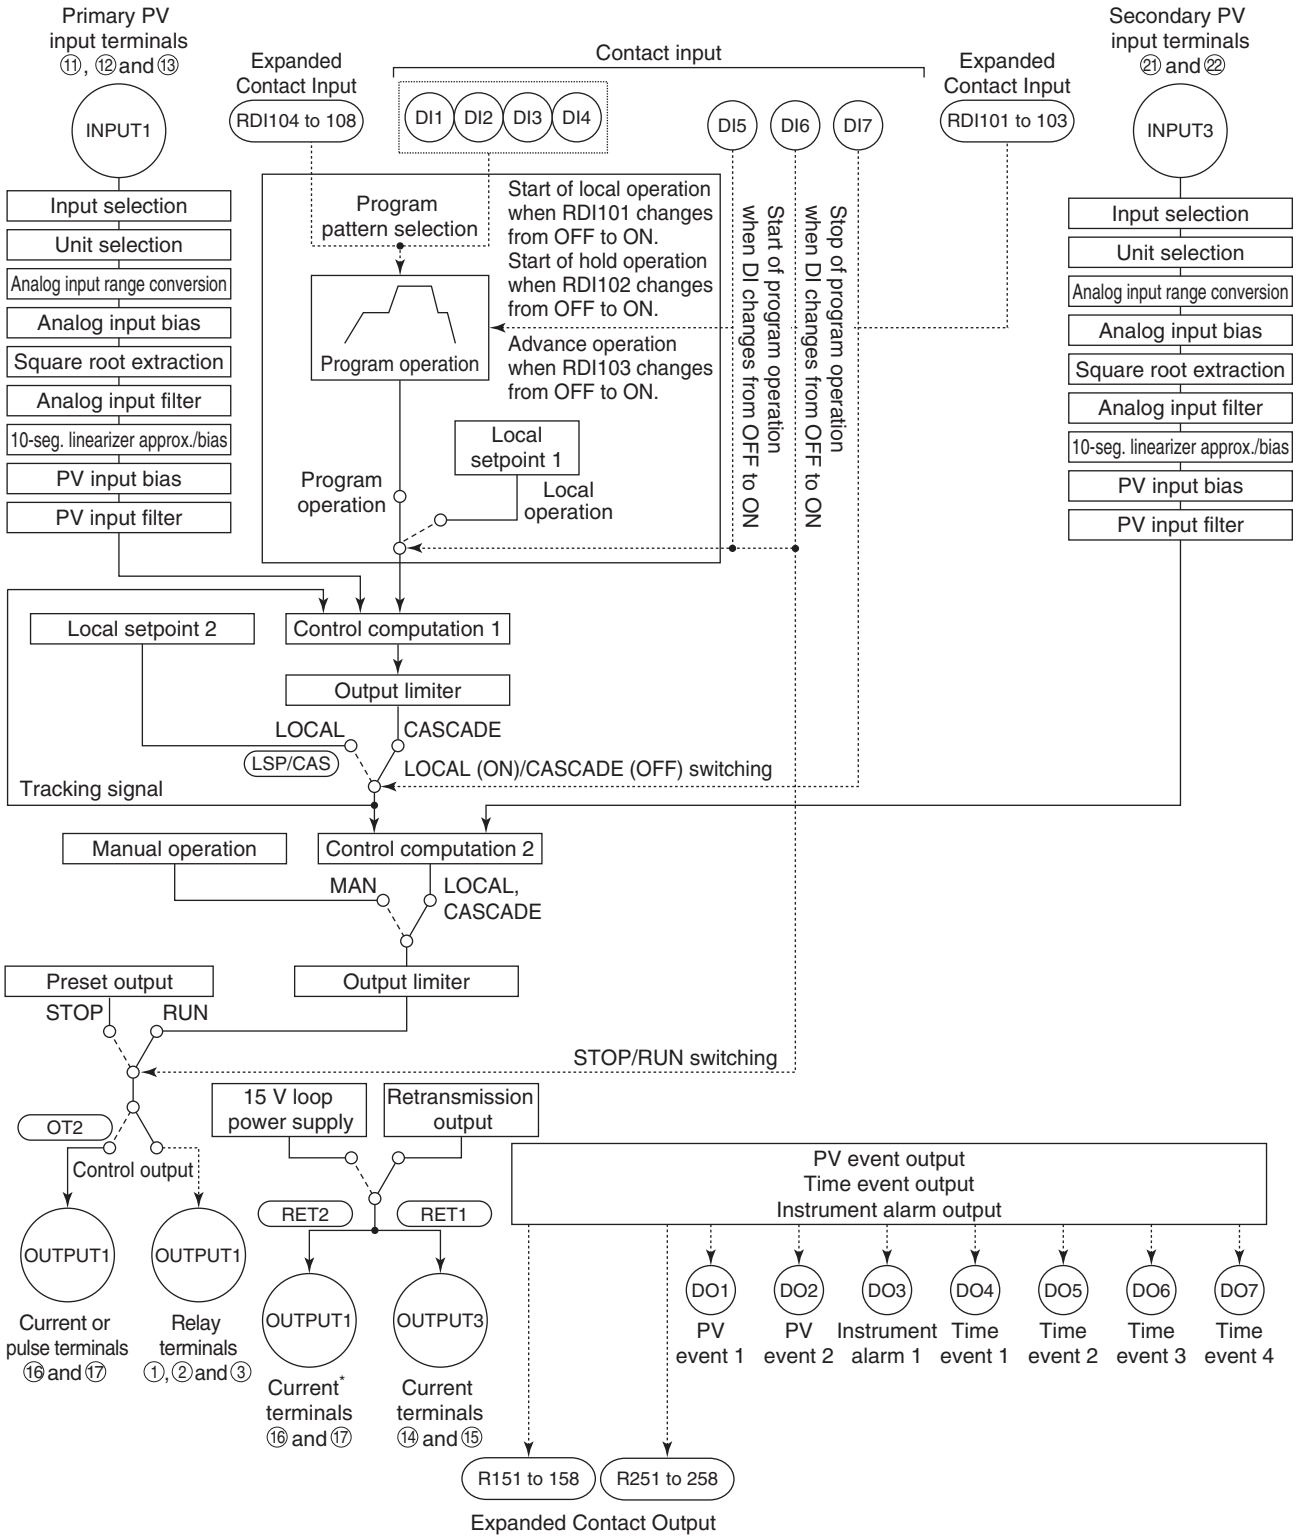 Primary PV
input terminals
⑪, ⑫ and ⑬
INPUT1
Input selection
Unit selection
Analog input range conversion
Analog input bias
Square root extraction
Analog input filter
10-seg. linearizer approx./bias
PV input bias
PV input filter
Expanded
Contact Input
RDI104 to 108
Contact input
DI1
DI2
DI3
DI4
DI5
DI6
DI7
Expanded
Contact Input
RDI101 to 103
Secondary PV
input terminals
㉑ and ㉒
INPUT3
Input selection
Unit selection
Analog input range conversion
Analog input bias
Square root extraction
Analog input filter
10-seg. linearizer approx./bias
PV input bias
PV input filter
Program
pattern selection
Program operation
Start of local operation
when RDI101 changes
from OFF to ON.
Start of hold operation
when RDI102 changes
from OFF to ON.
Advance operation
when RDI103 changes
from OFF to ON.
Start of program operation
when DI changes from OFF to ON
Stop of program operation
when DI changes from OFF to ON
Local
setpoint 1
Program
operation
Local
operation
Local setpoint 2
Control computation 1
Output limiter
LOCAL
CASCADE
LSP/CAS
LOCAL (ON)/CASCADE (OFF) switching
Tracking signal
Manual operation
Control computation 2
MAN
LOCAL,
CASCADE
Preset output
Output limiter
STOP
RUN
STOP/RUN switching
15 V loop
power supply
Retransmission
output
OT2
Control output
RET2
RET1
OUTPUT1
OUTPUT1
OUTPUT1
OUTPUT3
Current or
pulse terminals
⑯ and ⑰
Relay
terminals
①, ② and ③
Current*
terminals
⑯ and ⑰
Current
terminals
⑭ and ⑮
PV event output
Time event output
Instrument alarm output
DO1
DO2
DO3
DO4
DO5
DO6
DO7
PV
event 1
PV
event 2
Instrument
alarm 1
Time
event 1
Time
event 2
Time
event 3
Time
event 4
R151 to 158
R251 to 258
Expanded Contact Output